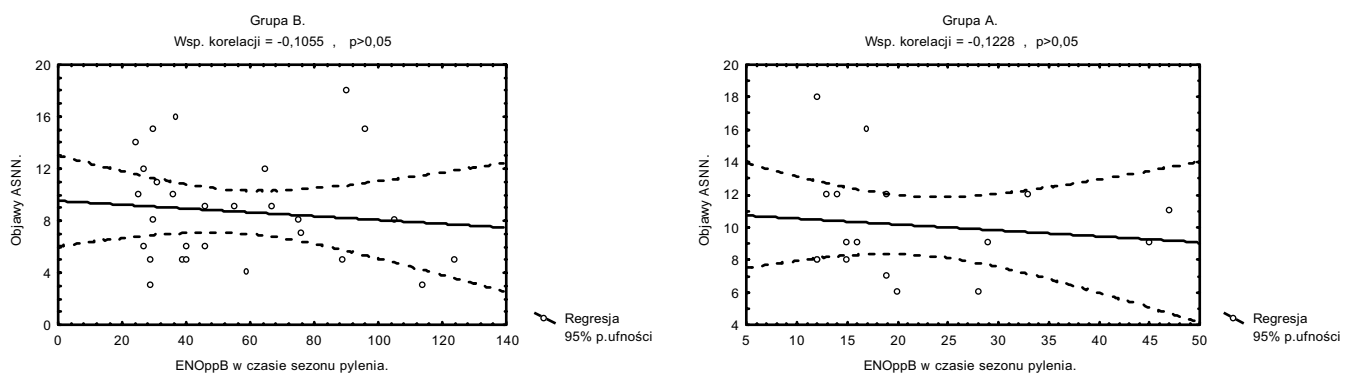 Grupa B.
Wsp. korelacji = -0,1055 , p>0,05
20
16
12
8
4
0
Objawy ASNN.
0 20 40 60 80 100 120 140
ENOppB w czasie sezonu pylenia.
Regresja
95% p.ufności
Grupa A.
Wsp. korelacji = -0,1228 , p>0,05
20
18
16
14
12
10
8
6
4
Objawy ASNN.
5 10 15 20 25 30 35 40 45 50
ENOppB w czasie sezonu pylenia.
Regresja
95% p.ufności